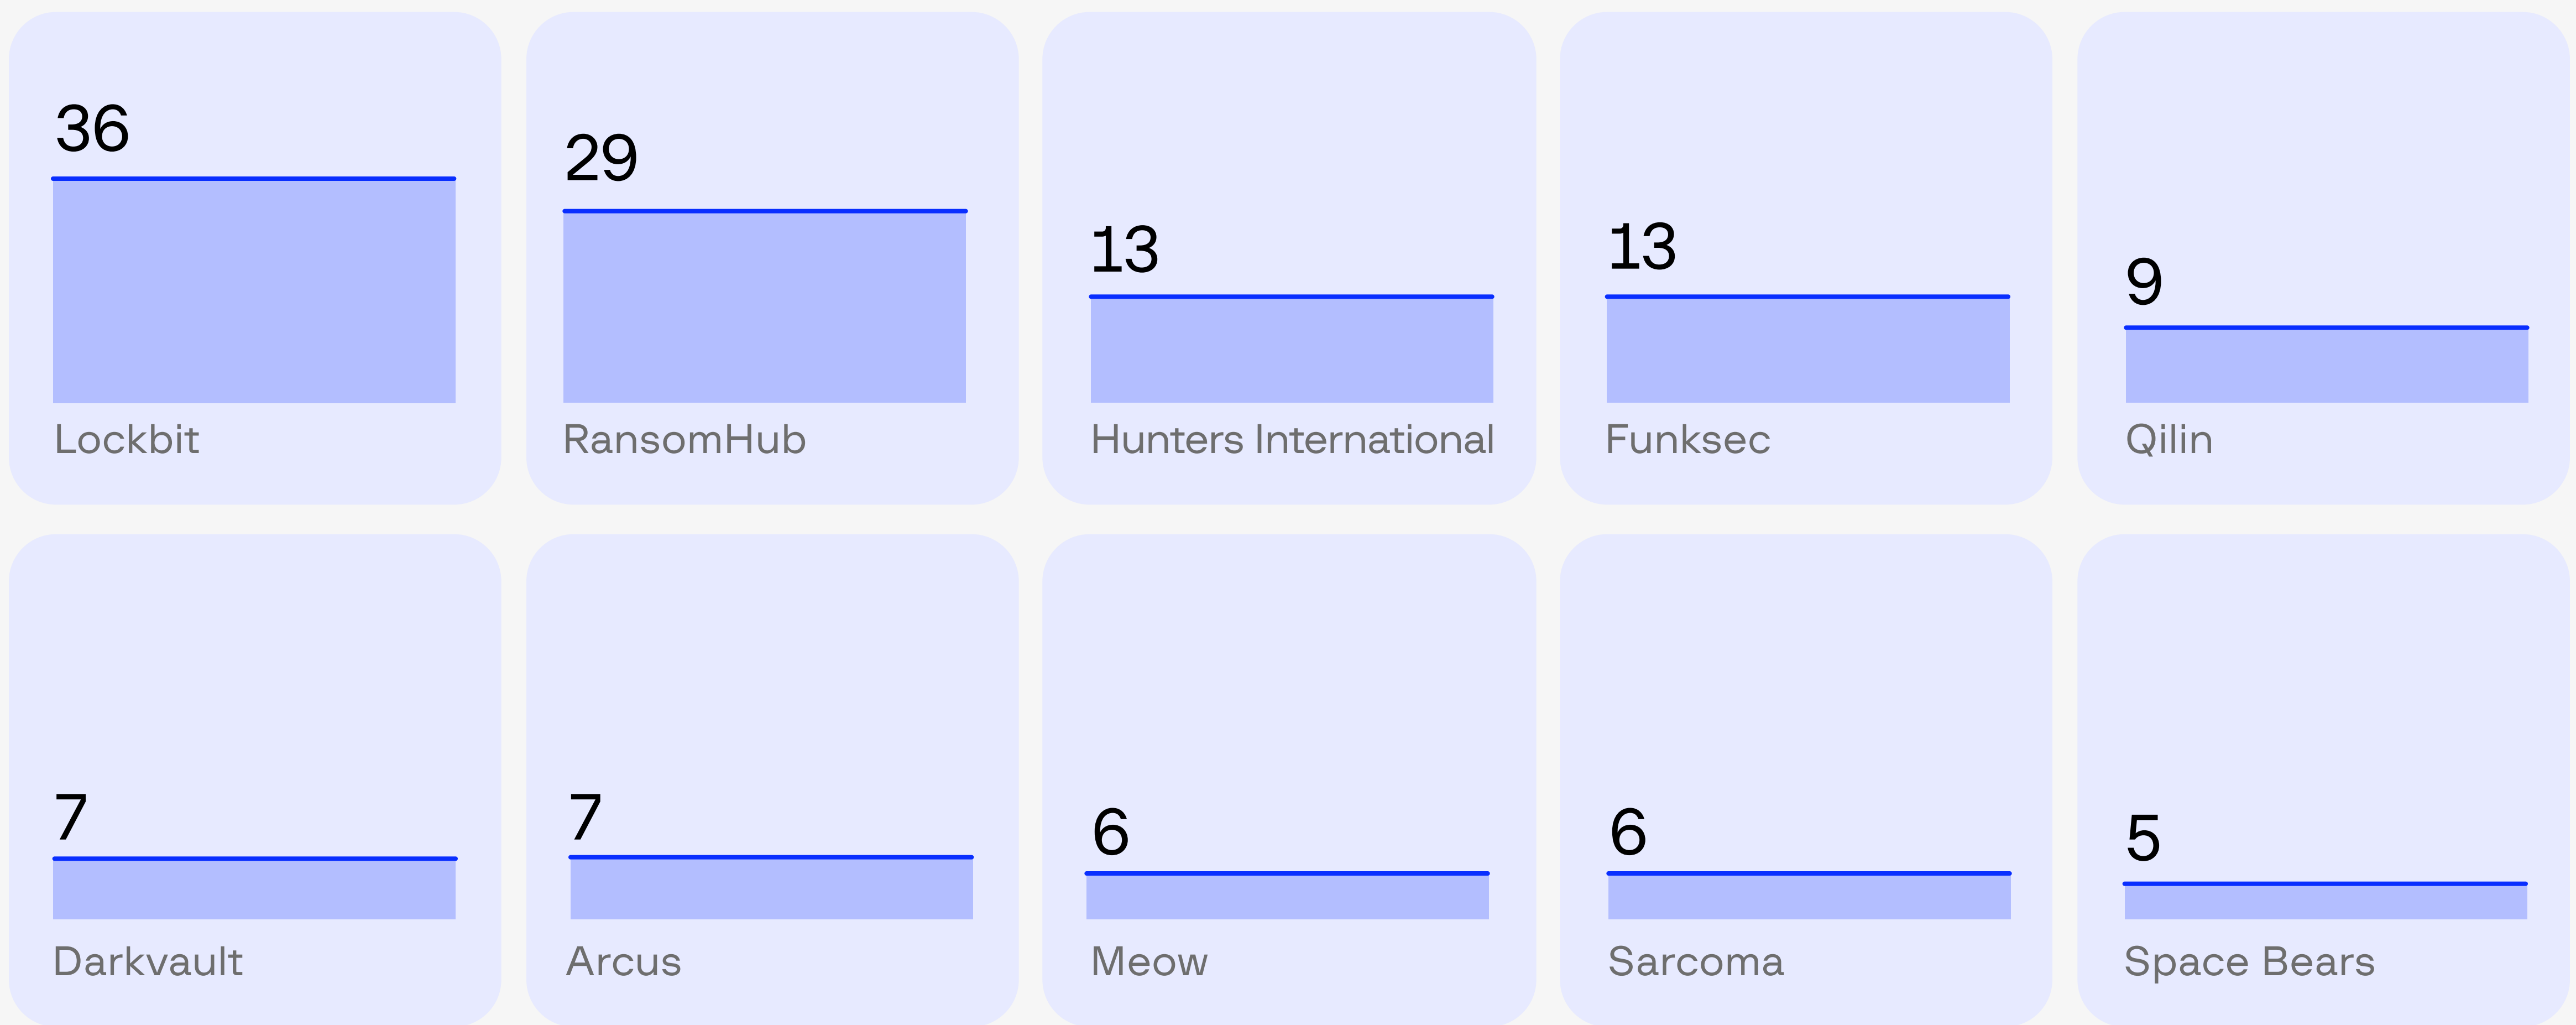 36
Lockbit
29
RansomHub
13
Hunters International
13
Funksec
9
Qilin
7
Darkvault
7
Arcus
6
Meow
6
Sarcoma
5
Space Bears